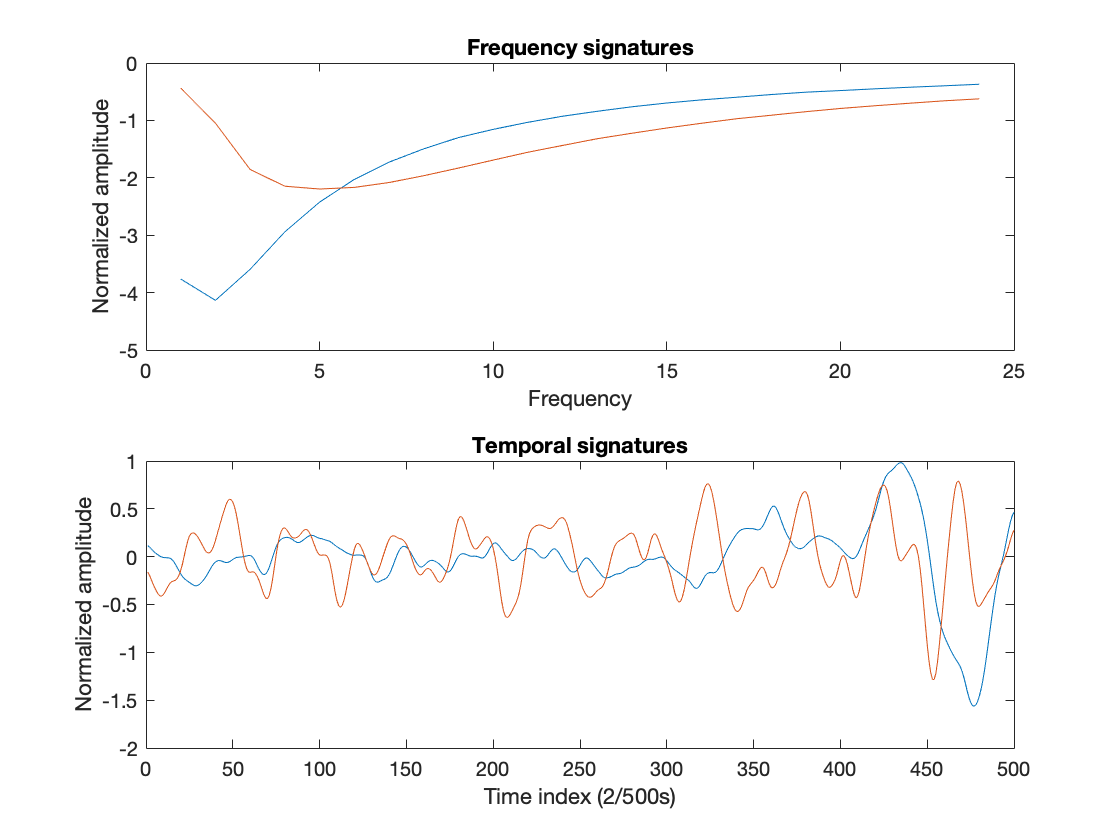 Frequency signatures
0
-1
-2
-3
-4
-5
Normalized amplitude
0 5 10 15 20 25
Frequency
Temporal signatures
1
0.5
0
-0.5
-1
-1.5
-2
Normalized amplitude
0 50 100 150 200 250 300 350 400 450 500
Time index (2/500s)